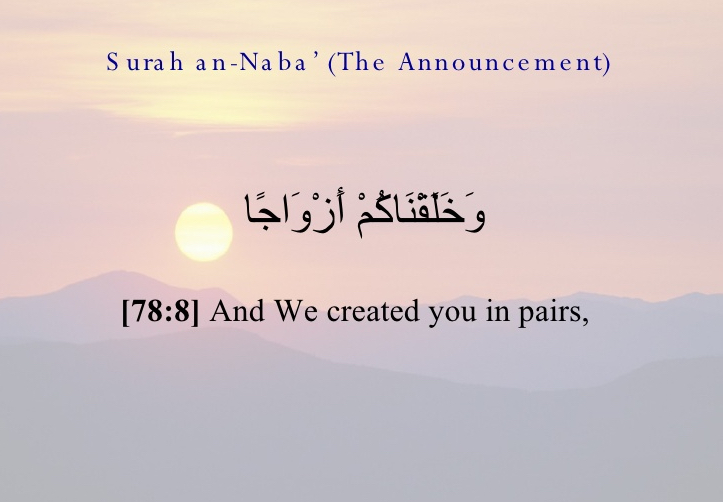 Surah an-Naba’ (The Announcement)
وَخَلَقْنَاكُمْ أَزْوَاجًا
[78:8] And We created you in pairs,